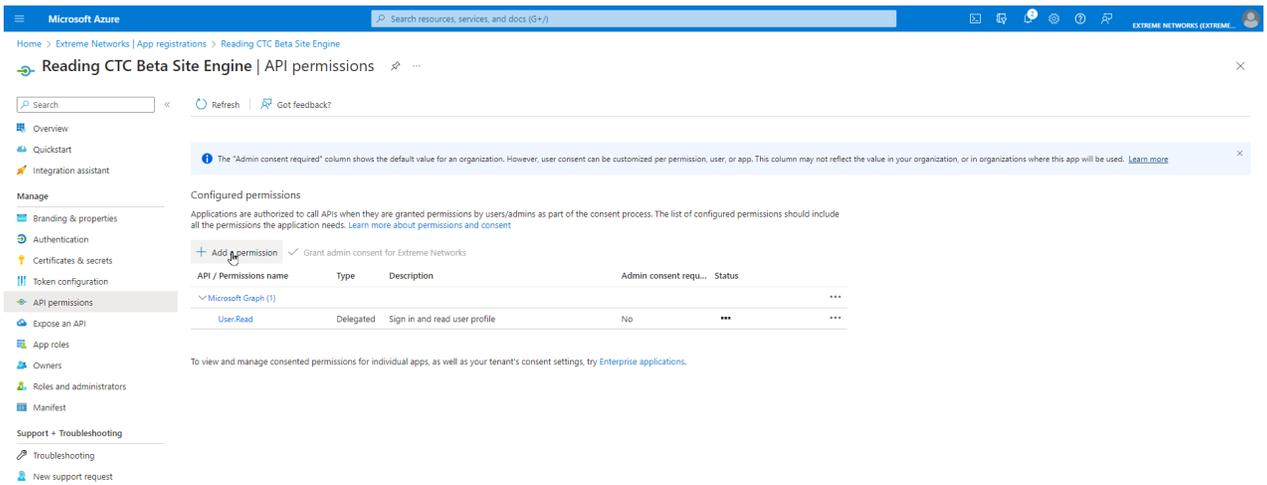 Microsoft Azure
Search resources, services, and docs (G+/)
2
EXTREME NETWORKS (EXTREME...
Home > Extreme Networks | App registrations > Reading CTC Beta Site Engine
Reading CTC Beta Site Engine | API permissions
Search
«
Refresh
Got feedback?
Overview
Quickstart
Integration assistant
Manage
Branding & properties
Authentication
Certificates & secrets
Token configuration
API permissions
Expose an API
App roles
Owners
Roles and administrators
Manifest
Support + Troubleshooting
Troubleshooting
New support request
The "Admin consent required" column shows the default value for an organization. However, user consent can be customized per permission, user, or app. This column may not reflect the value in your organization, or in organizations where this app will be used. Learn more
Configured permissions
Applications are authorized to call APIs when they are granted permissions by users/admins as part of the consent process. The list of configured permissions should include
all the permissions the application needs. Learn more about permissions and consent
Add a permission
Grant admin consent for Extreme Networks
API / Permissions name Type Description Admin consent requ... Status
Microsoft Graph (1)
User.Read Delegated Sign in and read user profile No
To view and manage consented permissions for individual apps, as well as your tenant's consent settings, try Enterprise applications.